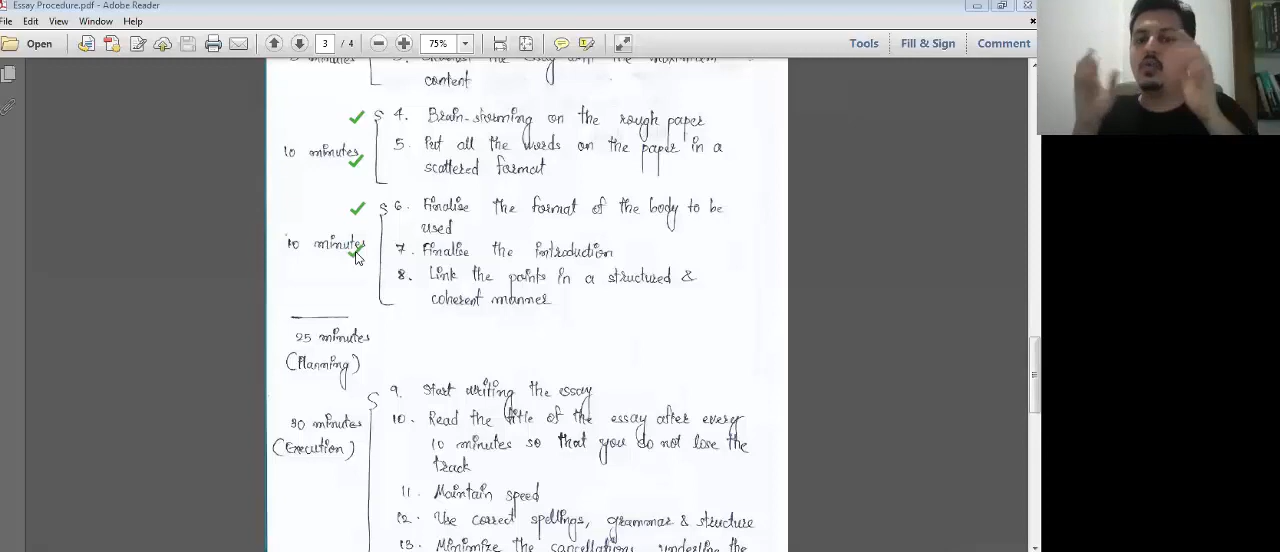 Essay Procedure.pdf - Adobe Reader
File Edit View Window Help
Open 3 / 4 75% Tools Fill & Sign Comment
content
4. Brain-storming on the rough paper
10 minutes 5. Put all the words on the paper in a
scattered format
6. Finalise the format of the body to be
used
10 minutes 7. Finalise the introduction
8. Link the points in a structured &
coherent manner
25 minutes
(Planning)
9. Start writing the essay
90 minutes 10. Read the title of the essay after every
(Execution) 10 minutes so that you do not lose the
track
11. Maintain speed
12. Use correct spellings, grammar & structure
13. Minimize the cancellations, underline the